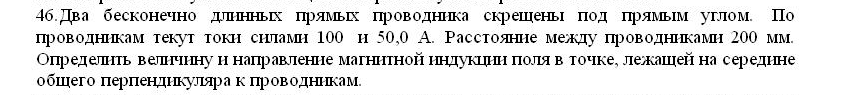 46.Два бесконечно длинных прямых проводника скрещены под прямым углом. По
проводникам текут токи силами 100 и 50,0 А. Расстояние между проводниками 200 мм.
Определить величину и направление магнитной индукции поля в точке, лежащей на середине
общего перпендикуляра к проводникам.